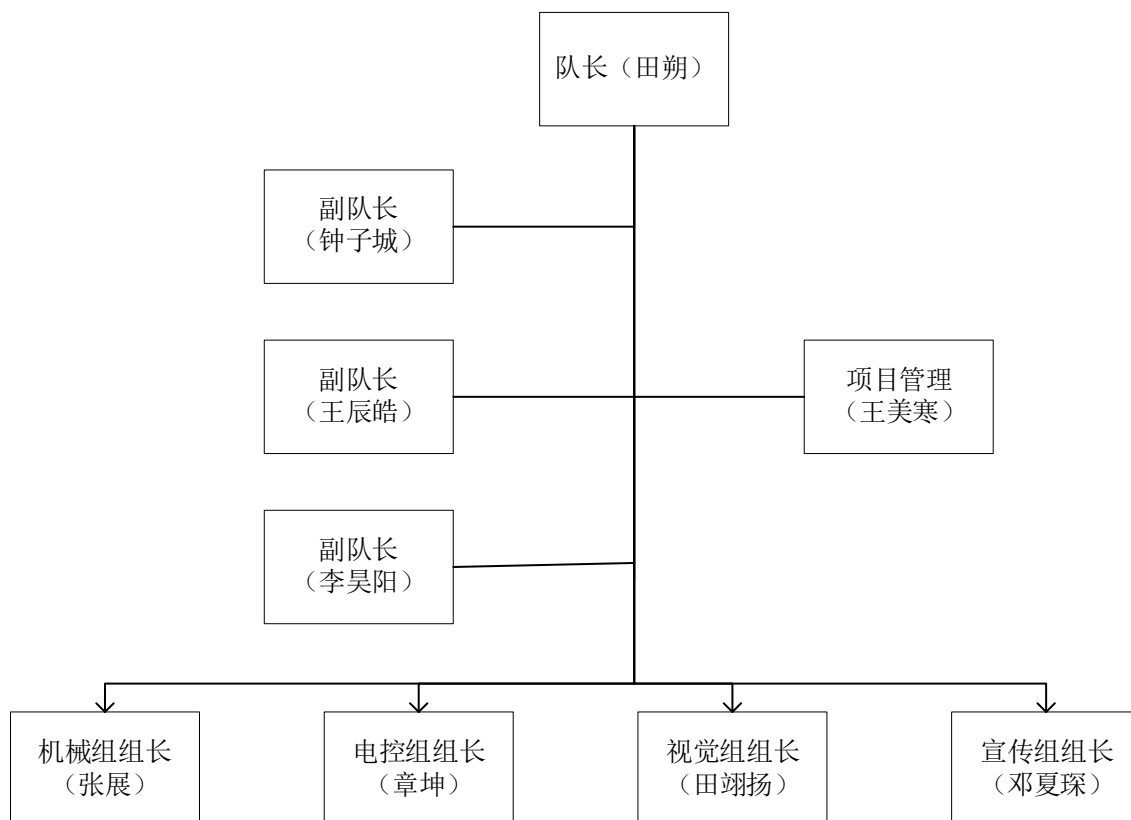 队长（田朔）
副队长
（钟子城）
副队长
（王辰皓）
项目管理
（王美寒）
副队长
（李昊阳）
机械组组长
（张展）
电控组组长
（章坤）
视觉组组长
（田翊扬）
宣传组组长
（邓夏琛）